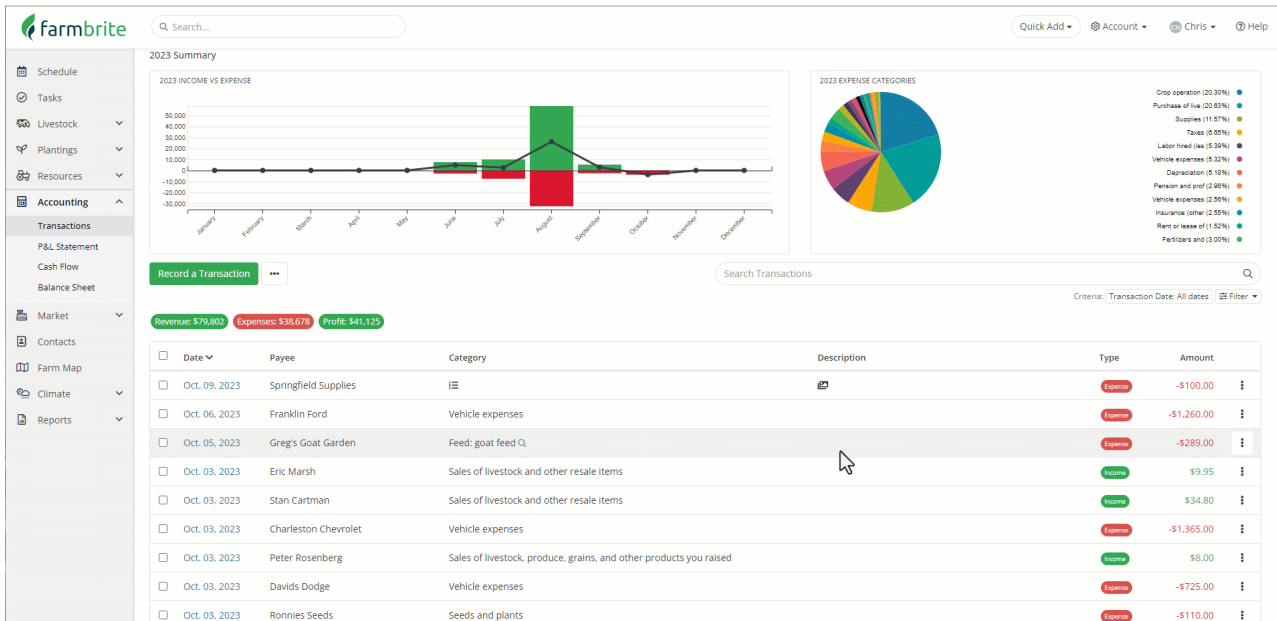 farmbrite
Search...
Quick Add
Account
CH Chris
Help
Schedule
Tasks
Livestock
Plantings
Resources
Accounting
Transactions
P&L Statement
Cash Flow
Balance Sheet
Market
Contacts
Farm Map
Climate
Reports
2023 Summary
2023 INCOME VS EXPENSE
50,000
40,000
30,000
20,000
10,000
0
-10,000
-20,000
-30,000
January
February
March
April
May
June
July
August
September
October
November
December
2023 EXPENSE CATEGORIES
Crop operation (20.30%)
Purchase of live (20.63%)
Supplies (11.57%)
Taxes (6.65%)
Labor hired (les (5.39%)
Vehicle expenses (5.32%)
Depreciation (5.18%)
Pension and prof (2.96%)
Vehicle expenses (2.56%)
Insurance (other (2.55%)
Rent or lease of (1.52%)
Fertilizers and (3.00%)
Record a Transaction
Search Transactions
Criteria: Transaction Date: All dates Filter
Revenue: $79,802 Expenses: $38,678 Profit: $41,125
Date Payee Category Description Type Amount
Oct. 09, 2023 Springfield Supplies Expense -$100.00
Oct. 06, 2023 Franklin Ford Vehicle expenses Expense -$1,260.00
Oct. 05, 2023 Greg's Goat Garden Feed: goat feed Expense -$289.00
Oct. 03, 2023 Eric Marsh Sales of livestock and other resale items Income $9.95
Oct. 03, 2023 Stan Cartman Sales of livestock and other resale items Income $34.80
Oct. 03, 2023 Charleston Chevrolet Vehicle expenses Expense -$1,365.00
Oct. 03, 2023 Peter Rosenberg Sales of livestock, produce, grains, and other products you raised Income $8.00
Oct. 03, 2023 Davids Dodge Vehicle expenses Expense -$725.00
Oct. 03, 2023 Ronnies Seeds Seeds and plants Expense -$110.00